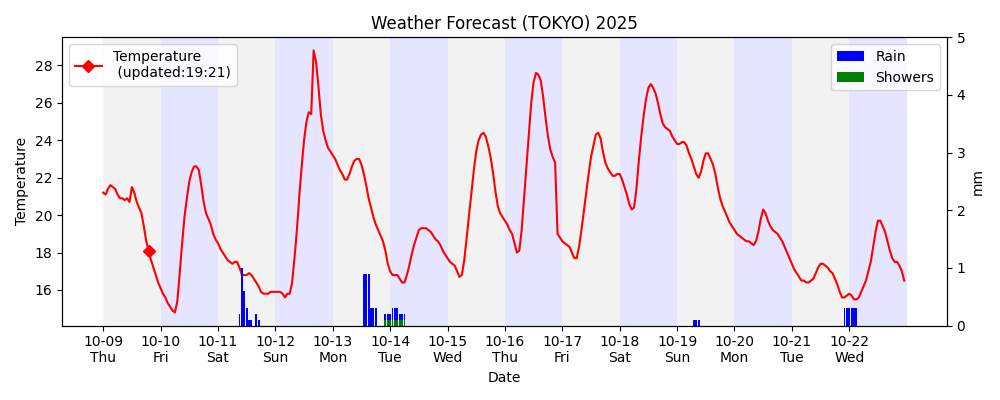 Weather Forecast (TOKYO) 2025
Temperature
(updated:19:21)
Rain
Showers
28
26
24
22
20
18
16
Temperature
5
4
3
2
1
0
mm
10-09 10-10 10-11 10-12 10-13 10-14 10-15 10-16 10-17 10-18 10-19 10-20 10-21 10-22
Thu Fri Sat Sun Mon Tue Wed Thu Fri Sat Sun Mon Tue Wed
Date